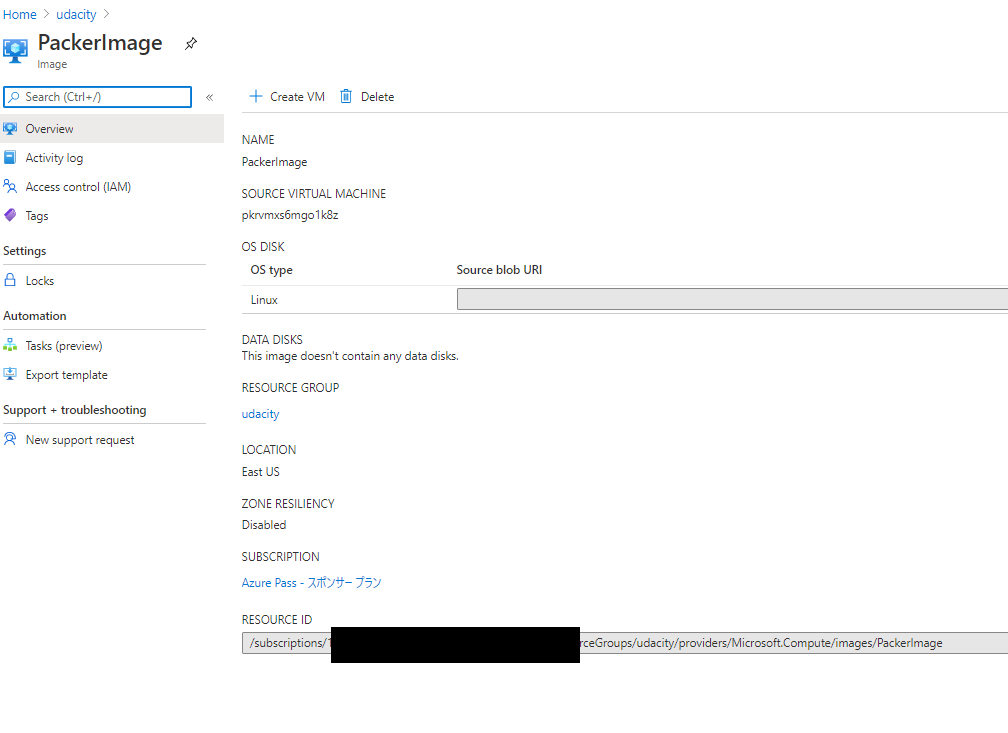 Home > udacity >
PackerImage
Image
Search (Ctrl+/)
«
Create VM
Delete
Overview
Activity log
Access control (IAM)
Tags
Settings
Locks
Automation
Tasks (preview)
Export template
Support + troubleshooting
New support request
NAME
PackerImage
SOURCE VIRTUAL MACHINE
pkrvmxs6mgo1k8z
OS DISK
OS type Source blob URI
Linux
DATA DISKS
This image doesn't contain any data disks.
RESOURCE GROUP
udacity
LOCATION
East US
ZONE RESILIENCY
Disabled
SUBSCRIPTION
Azure Pass - スポンサー プラン
RESOURCE ID
/subscriptions/1 rceGroups/udacity/providers/Microsoft.Compute/images/PackerImage